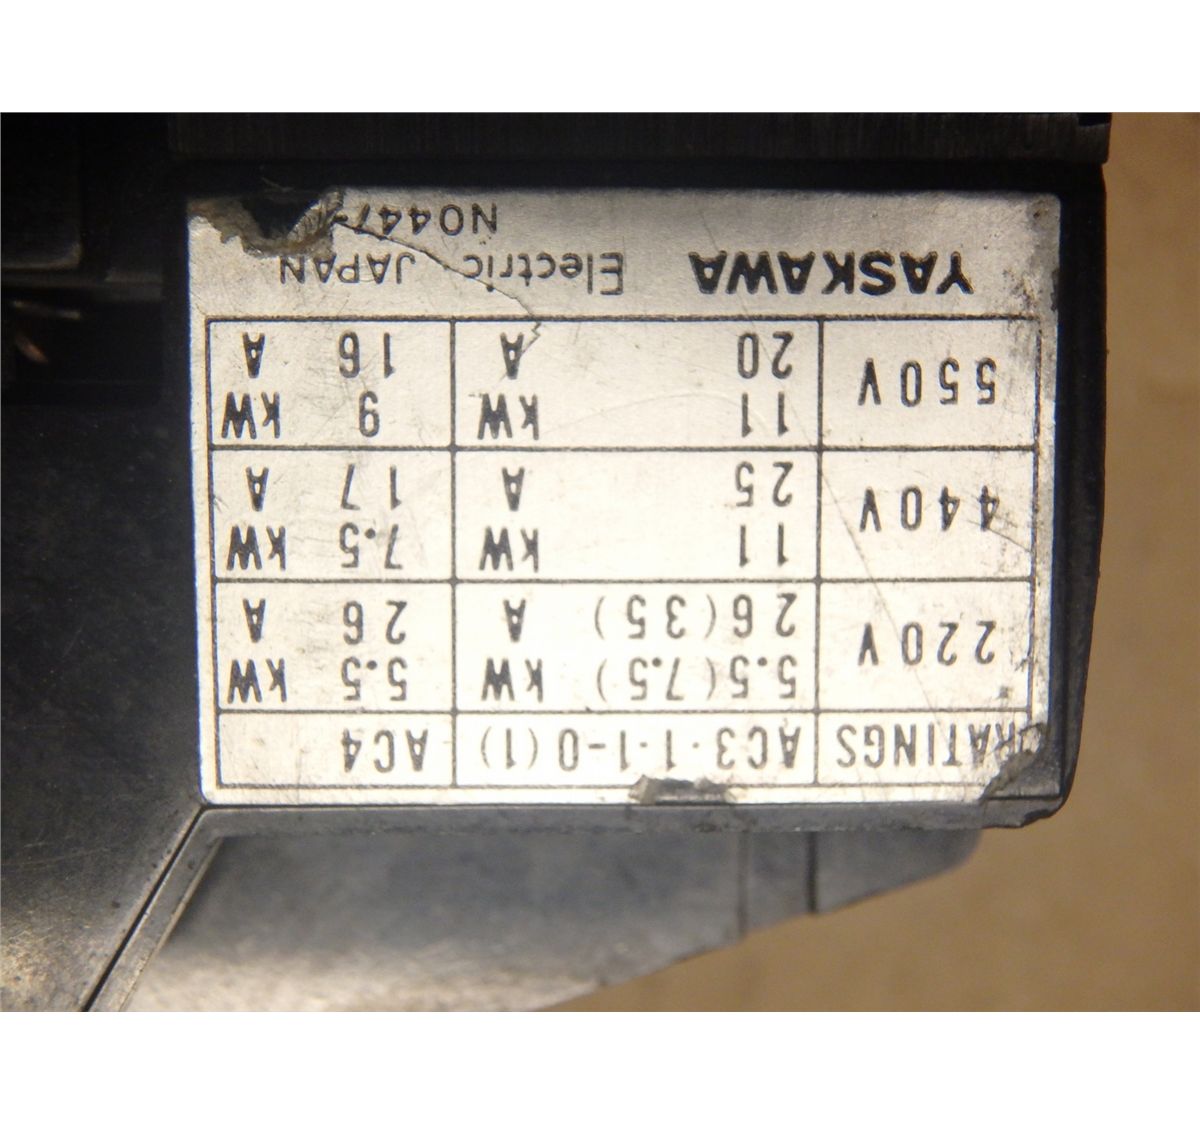 RATINGS AC3·1·1-0(1) AC4
220V 5.5(7.5) kW 5.5 kW
26(35) A 26 A
440V 11 kW 7.5 kW
25 A 17 A
550V 11 kW 9 kW
20 A 16 A
YASKAWA Electric JAPAN
NO447-